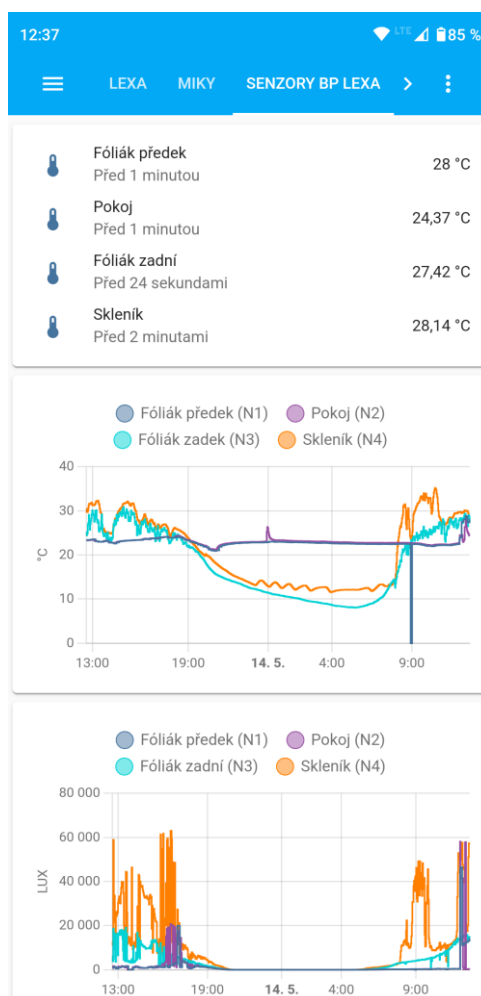 12:37
LTE 85 %
LEXA MIKY SENZORY BP LEXA
Fóliák předek
28 °C
Před 1 minutou
Pokoj
24,37 °C
Před 1 minutou
Fóliák zadní
27,42 °C
Před 24 sekundami
Skleník
28,14 °C
Před 2 minutami
Fóliák předek (N1) Pokoj (N2)
Fóliák zadek (N3) Skleník (N4)
40
30
20
10
0
°C
13:00 19:00 14. 5. 4:00 9:00
Fóliák předek (N1) Pokoj (N2)
Fóliák zadní (N3) Skleník (N4)
80 000
60 000
40 000
20 000
0
LUX
13:00 19:00 14. 5. 4:00 9:00